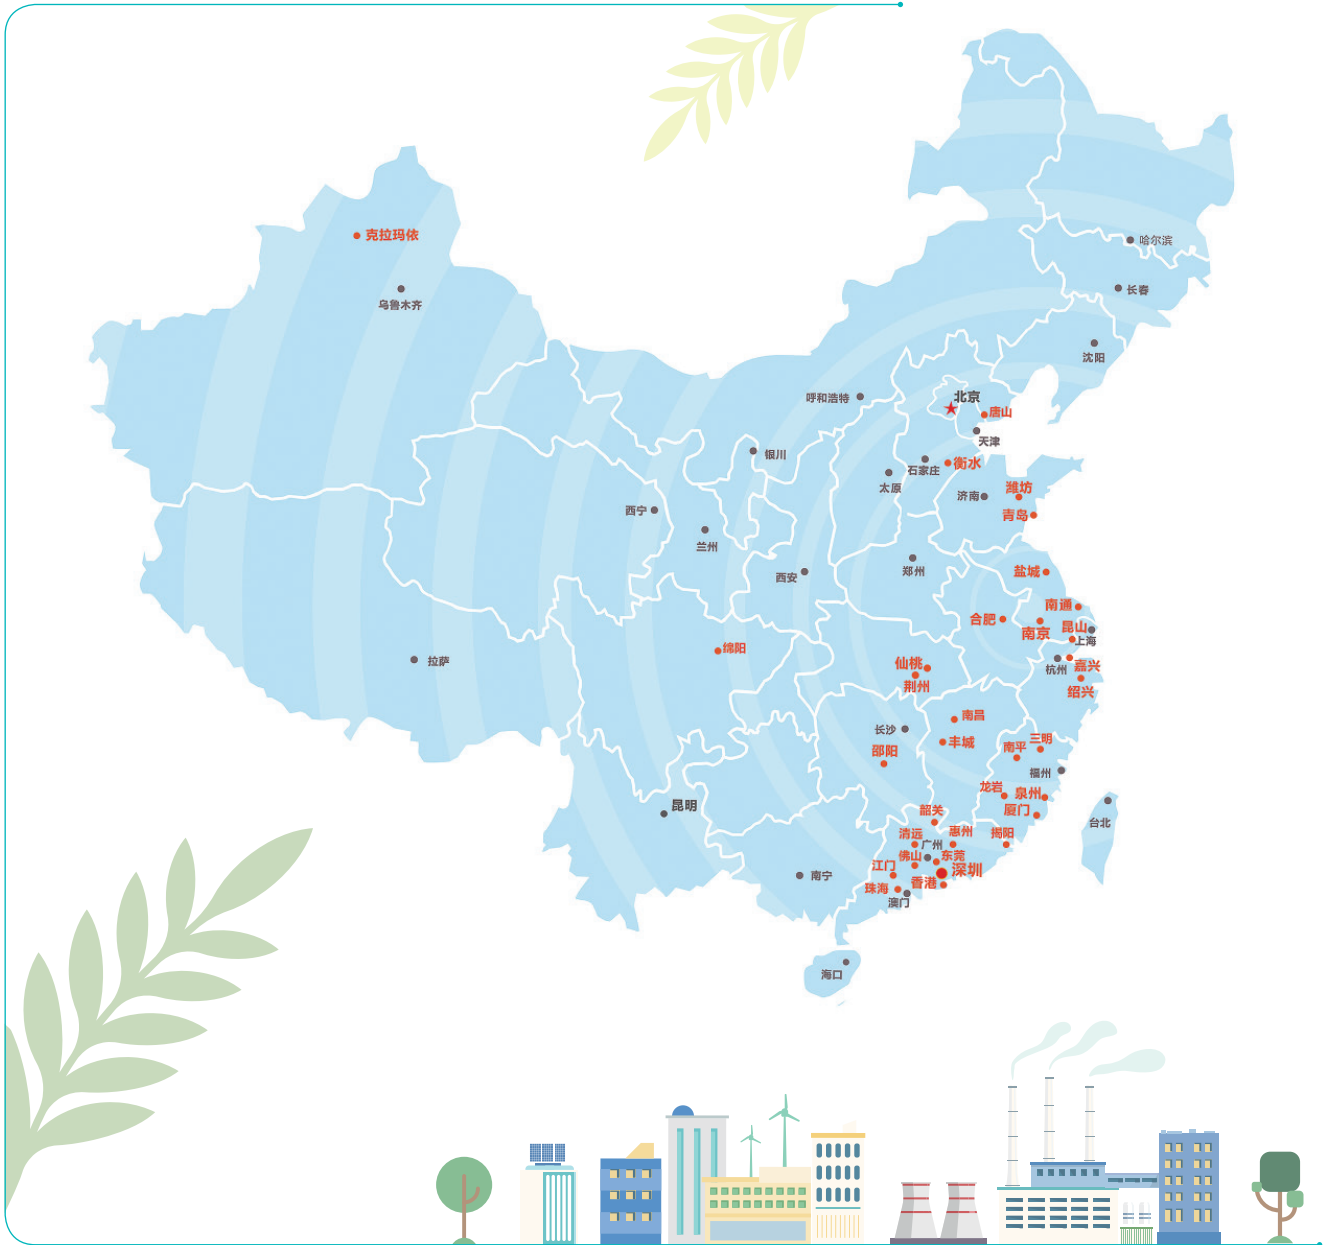 克拉玛依
哈尔滨
长春
乌鲁木齐
沈阳
北京
呼和浩特
唐山
天津
银川
衡水
石家庄
太原
潍坊
济南
西宁
青岛
兰州
郑州
盐城
西安
南通
合肥
昆山
南京
上海
绵阳
拉萨
仙桃
嘉兴
杭州
荆州
绍兴
南昌
长沙
三明
丰城
南平
邵阳
福州
龙岩
泉州
昆明
厦门
韶关
台北
清远
惠州
揭阳
广州
佛山
东莞
江门
深圳
南宁
香港
珠海
澳门
海口